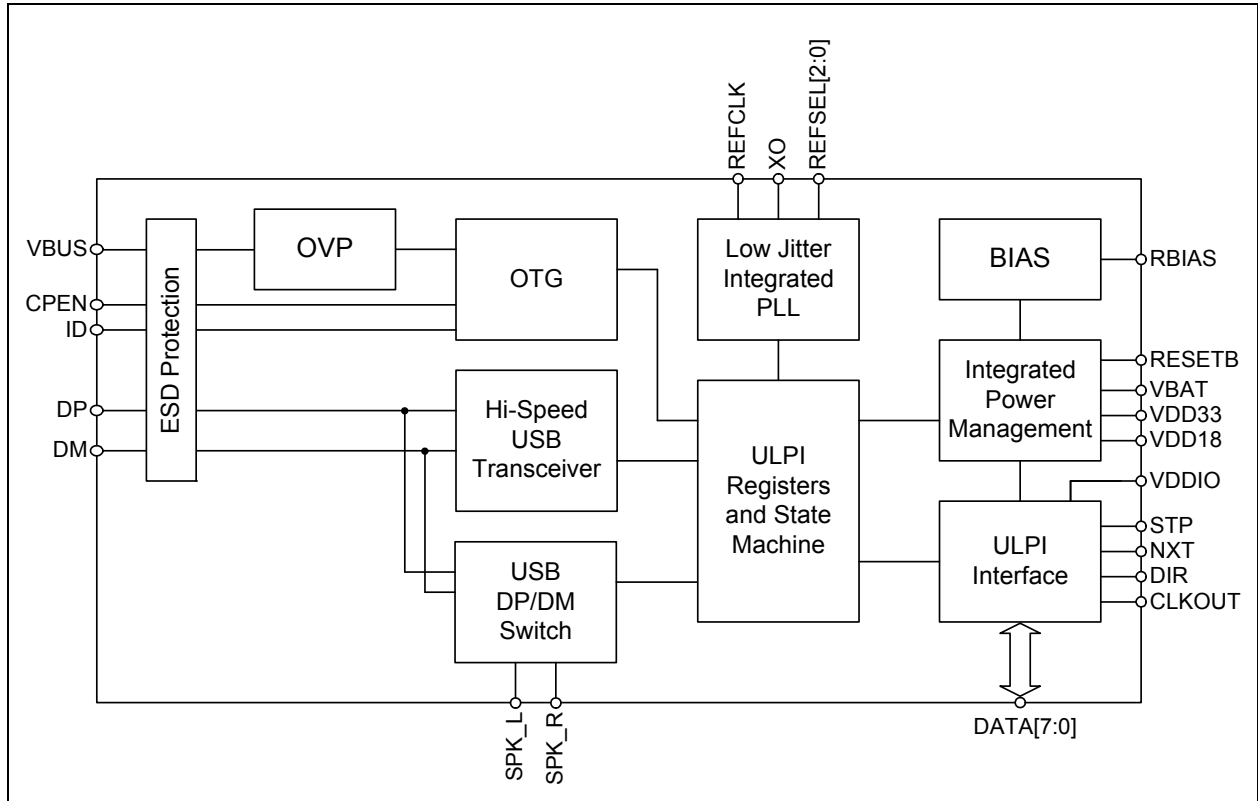 REFCLK
XO
REFSEL[2:0]
VBUS
CPEN
ID
DP
DM
ESD Protection
OVP
OTG
Low Jitter
Integrated
PLL
BIAS
RBIAS
Hi-Speed
USB
Transceiver
ULPI
Registers
and State
Machine
Integrated
Power
Management
RESETB
VBAT
VDD33
VDD18
VDDIO
USB
DP/DM
Switch
ULPI
Interface
STP
NXT
DIR
CLKOUT
SPK_L
SPK_R
DATA[7:0]